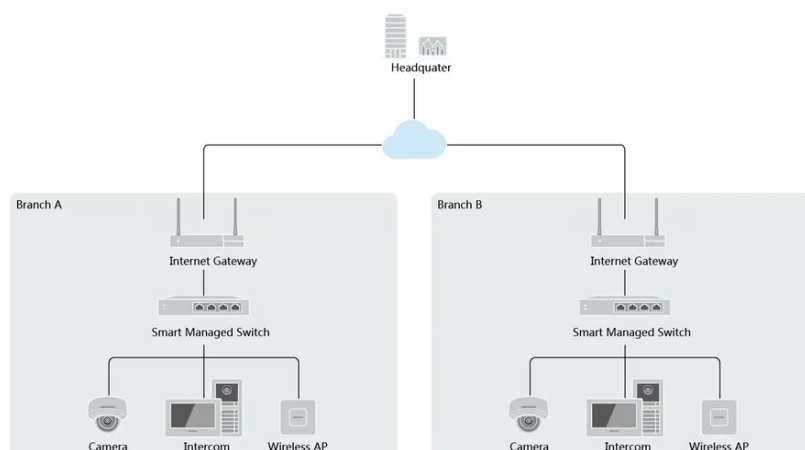 Headquater
Branch A
Branch B
Internet Gateway
Internet Gateway
Smart Managed Switch
Smart Managed Switch
Camera
Intercom
Wireless AP
Camera
Intercom
Wireless AP